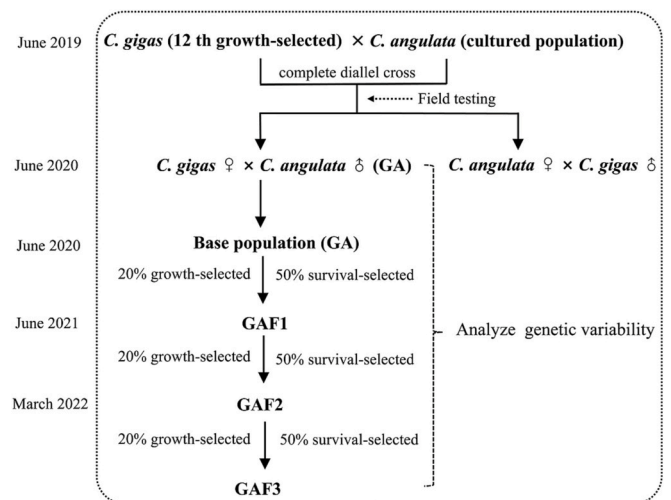 June 2019 C. gigas (12 th growth-selected) × C. angulata (cultured population)
complete diallel cross
Field testing
June 2020 C. gigas ♀ × C. angulata ♂ (GA) C. angulata ♀ × C. gigas ♂
June 2020 Base population (GA)
20% growth-selected 50% survival-selected
June 2021 GAF1
Analyze genetic variability
20% growth-selected 50% survival-selected
March 2022 GAF2
20% growth-selected 50% survival-selected
GAF3